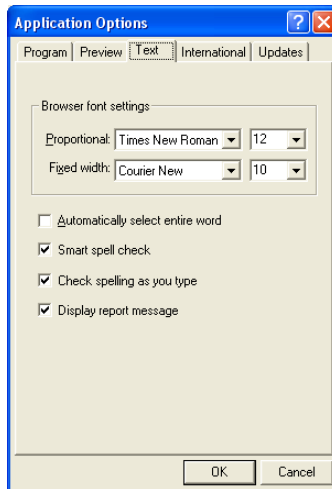 Application Options
Program Preview Text International Updates
Browser font settings
Proportional: Times New Roman 12
Fixed width: Courier New 10
Automatically select entire word
Smart spell check
Check spelling as you type
Display report message
OK Cancel